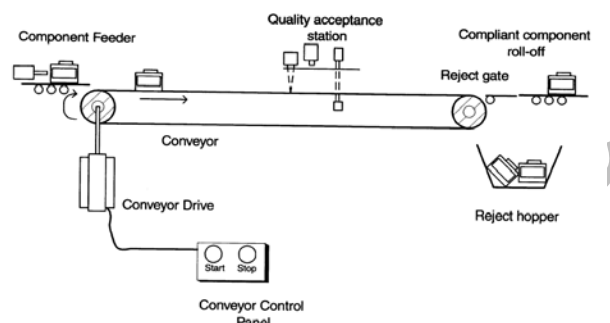 Component Feeder
Quality acceptance
station
Compliant component
roll-off
Reject gate
Conveyor
Reject hopper
Conveyor Drive
Start Stop
Conveyor Control
Panel